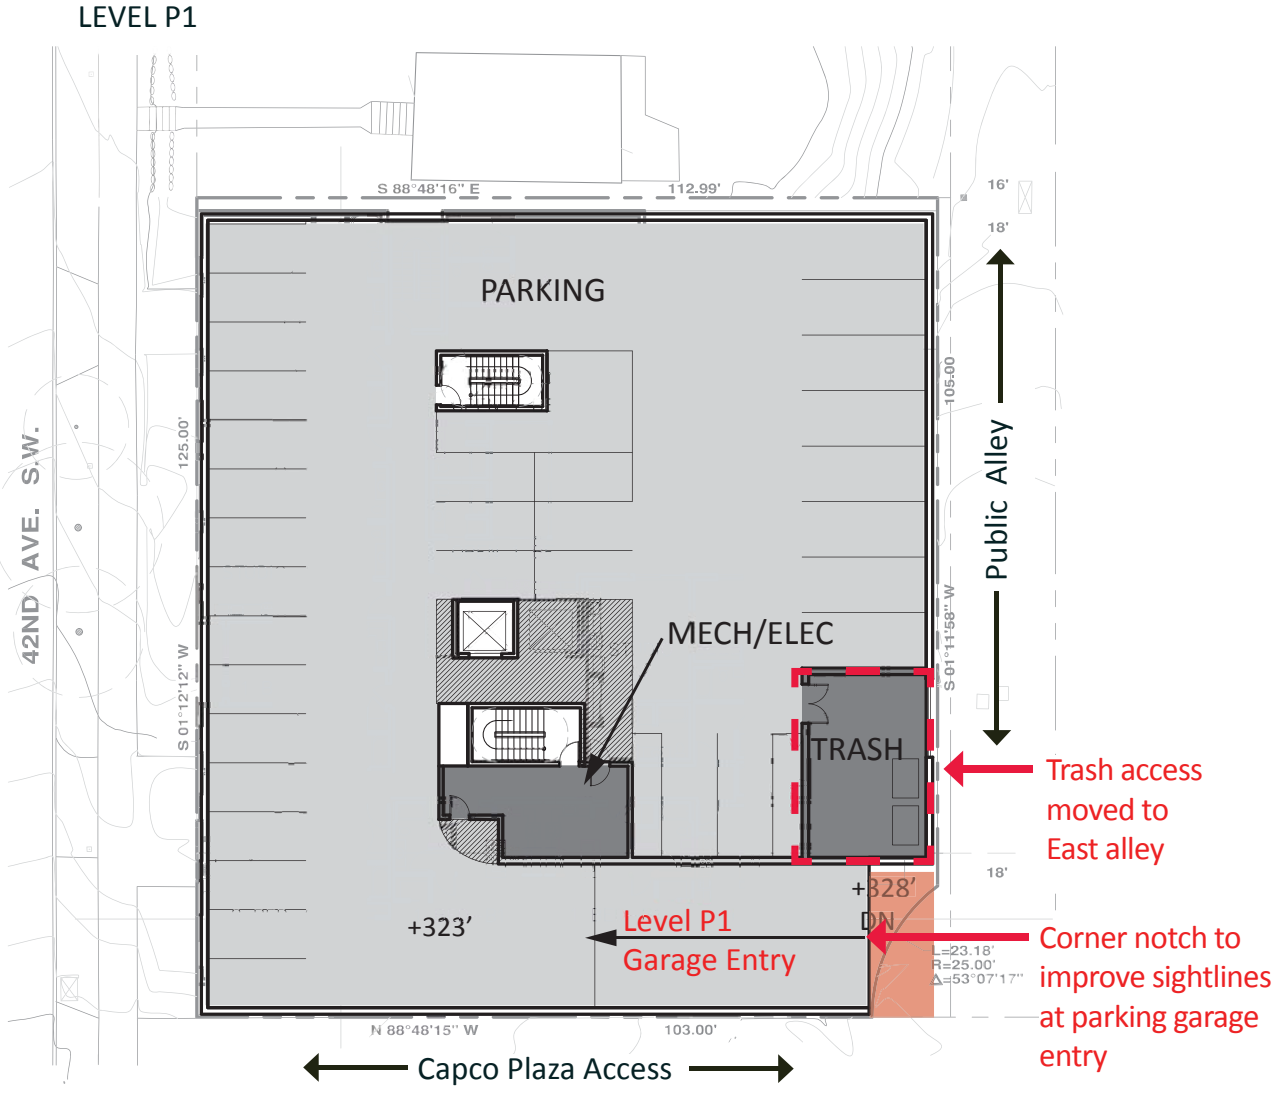 LEVEL P1
S 88°48'16" E
112.99'
16'
18'
PARKING
105.00
125.00'
42ND AVE. S.W.
Public Alley
S 01°11'58" W
MECH/ELEC
S 01°12'12" W
TRASH
Trash access
moved to
East alley
18'
+328’
DN
+323’
Level P1
Garage Entry
Corner notch to
improve sightlines
at parking garage
entry
L=23.18'
R=25.00'
Δ=53°07'17"
N 88°48'15" W
103.00'
Capco Plaza Access